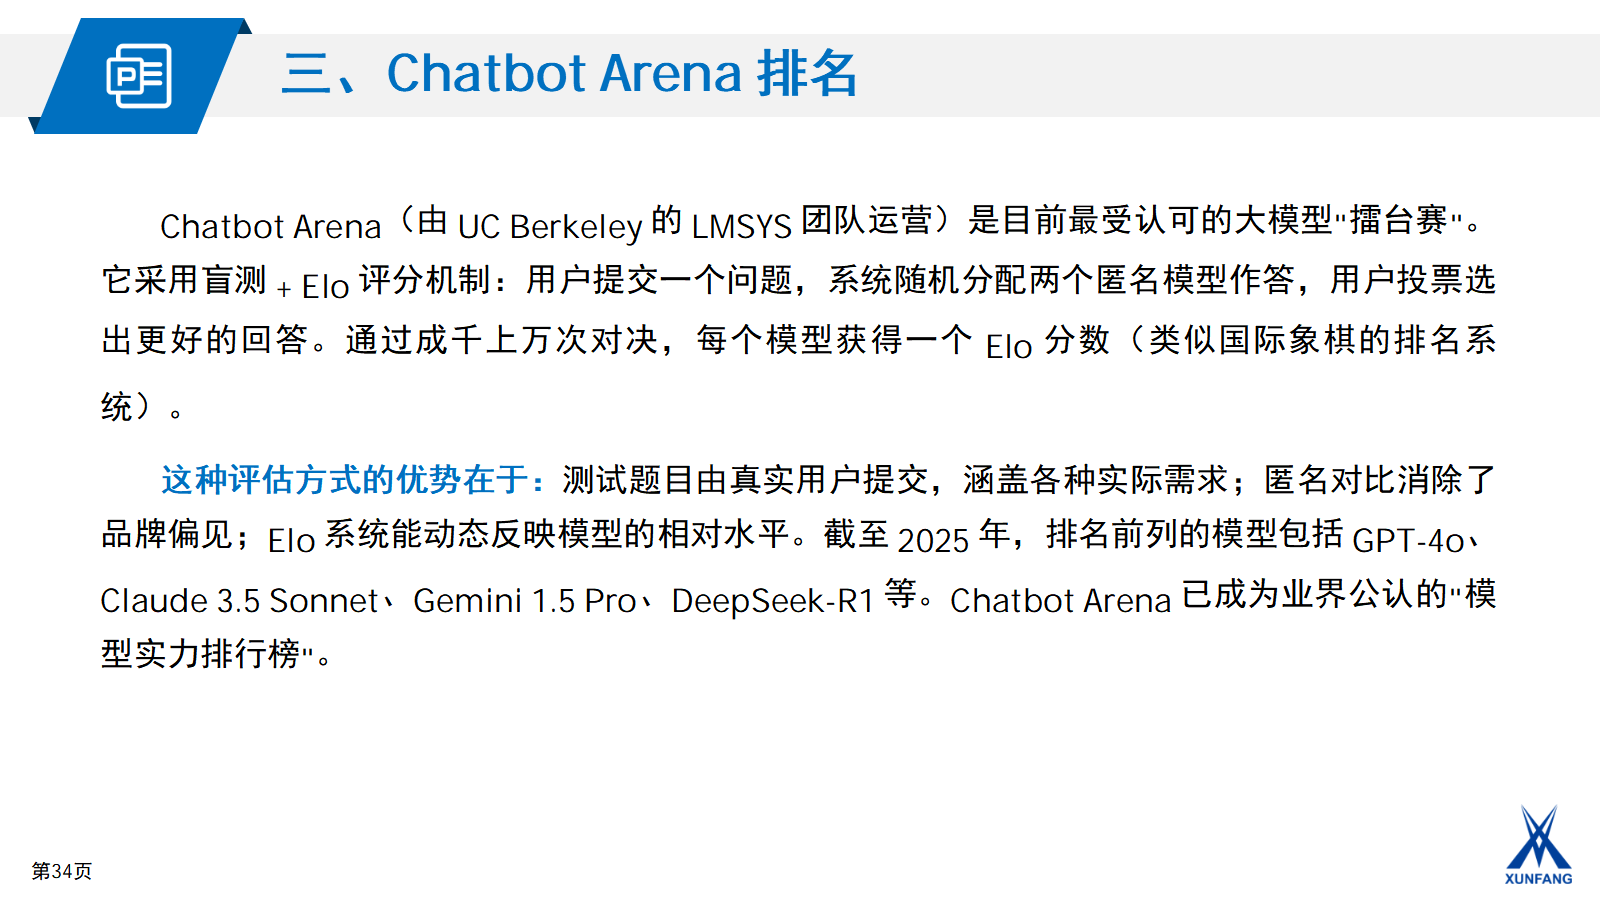 三、Chatbot Arena 排名
Chatbot Arena（由 UC Berkeley 的 LMSYS 团队运营）是目前最受认可的大模型"擂台赛"。
它采用盲测 + Elo 评分机制：用户提交一个问题，系统随机分配两个匿名模型作答，用户投票选
出更好的回答。通过成千上万次对决，每个模型获得一个 Elo 分数（类似国际象棋的排名系
统）。
这种评估方式的优势在于：测试题目由真实用户提交，涵盖各种实际需求；匿名对比消除了
品牌偏见；Elo 系统能动态反映模型的相对水平。截至 2025 年，排名前列的模型包括 GPT-4o、
Claude 3.5 Sonnet、Gemini 1.5 Pro、DeepSeek-R1 等。Chatbot Arena 已成为业界公认的"模
型实力排行榜"。
第34页
XUNFANG